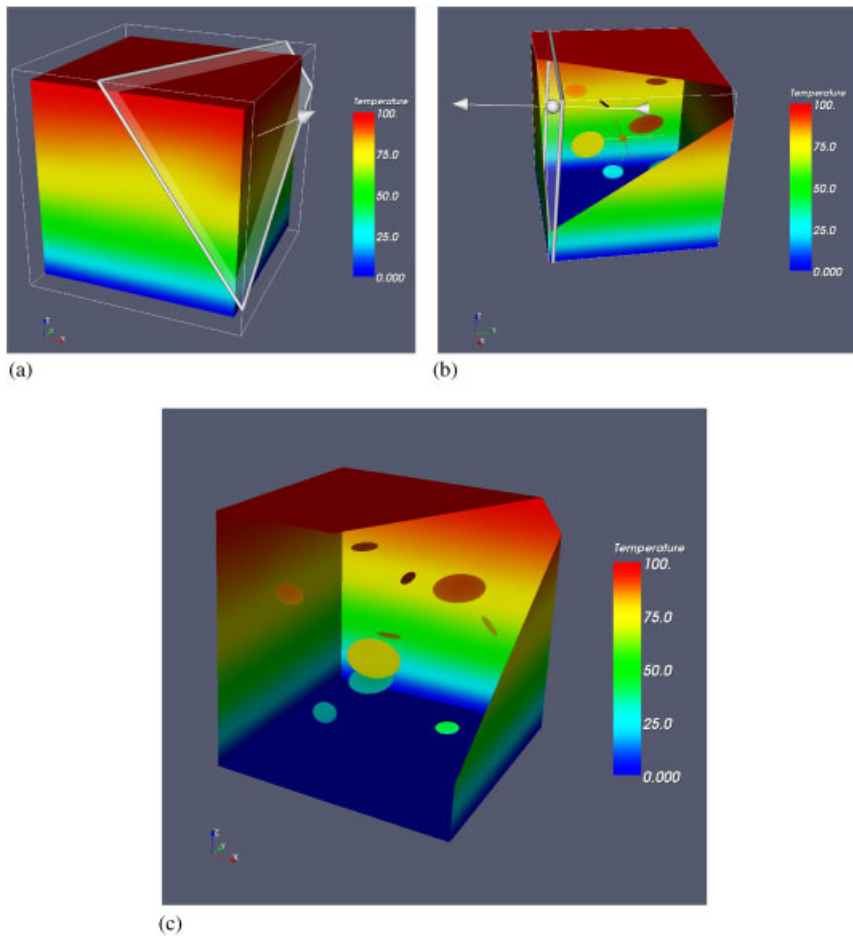 Temperature
100.
75.0
50.0
25.0
0.000
Z
Y
X
(a)
Temperature
100.
75.0
50.0
25.0
0.000
Z
Y
X
(b)
Temperature
100.
75.0
50.0
25.0
0.000
Z
Y
X
(c)